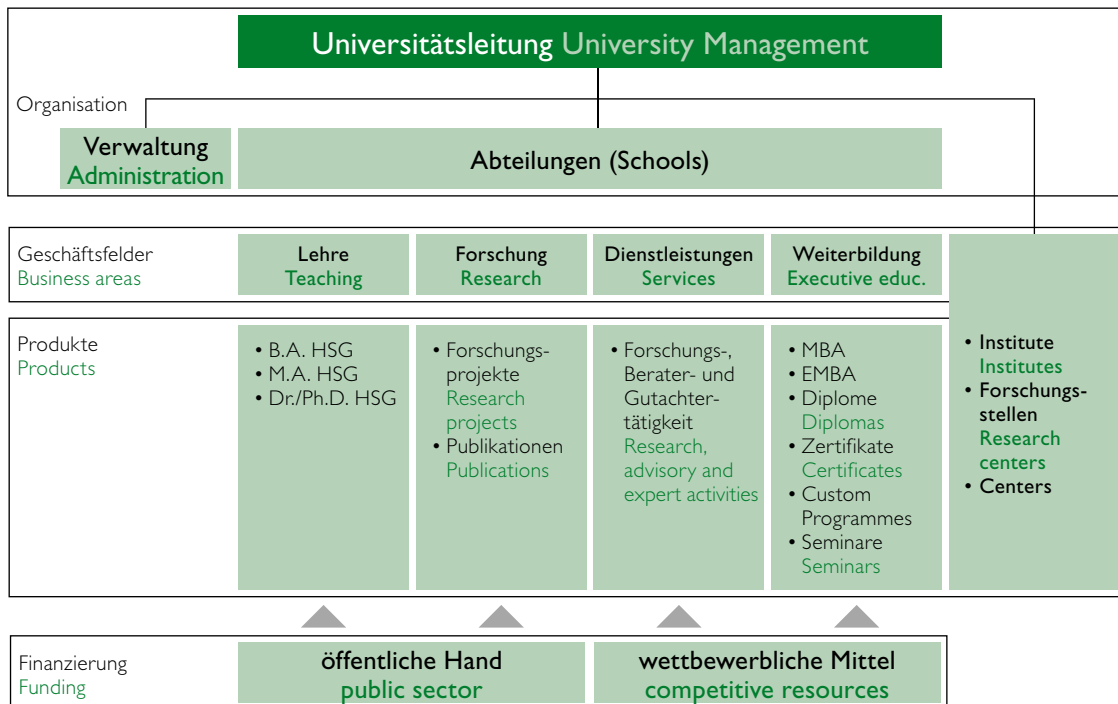 Universitätsleitung University Management
Organisation
Verwaltung
Administration
Abteilungen (Schools)
Geschäftsfelder
Business areas
Lehre
Teaching
Forschung
Research
Dienstleistungen
Services
Weiterbildung
Executive educ.
Produkte
Products
• B.A. HSG
• M.A. HSG
• Dr./Ph.D. HSG
• Forschungs-
projekte
Research
projects
• Publikationen
Publications
• Forschungs-,
Berater- und
Gutachter-
tätigkeit
Research,
advisory and
expert activities
• MBA
• EMBA
• Diplome
Diplomas
• Zertifikate
Certificates
• Custom
Programmes
• Seminare
Seminars
• Institute
Institutes
• Forschungs-
stellen
Research
centers
• Centers
Finanzierung
Funding
öffentliche Hand
public sector
wettbewerbliche Mittel
competitive resources